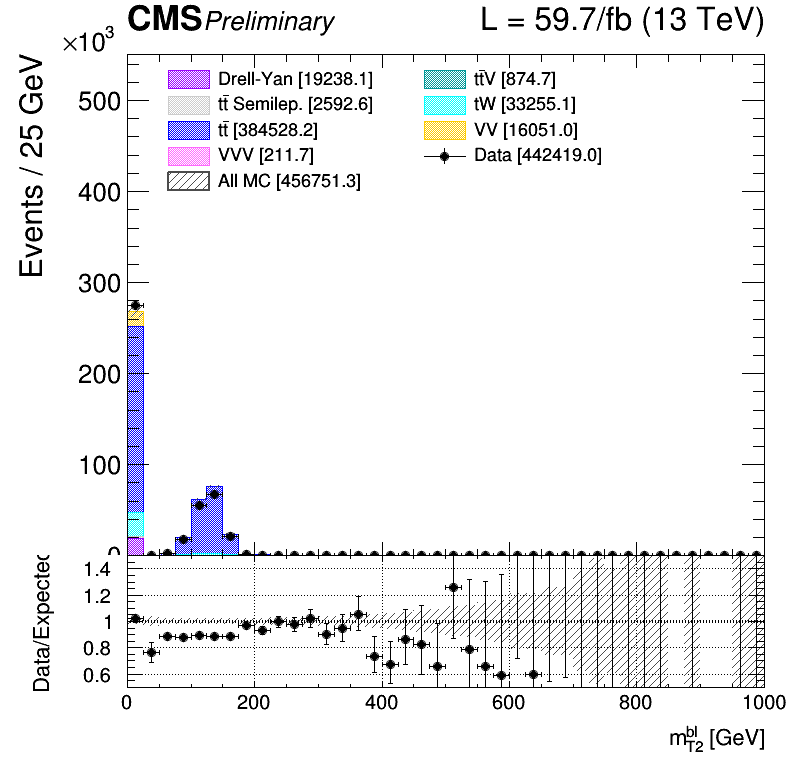 CMS Preliminary L = 59.7/fb (13 TeV)
×10³
Events / 25 GeV
500
400
300
200
100
0
Drell-Yan [19238.1]
tt̄ Semilep. [2592.6]
tt̄ [384528.2]
VVV [211.7]
All MC [456751.3]
tt̄V [874.7]
tW [33255.1]
VV [16051.0]
Data [442419.0]
Data/Expected
1.4
1.2
1
0.8
0.6
0 200 400 600 800 1000
m_{T2}^{bl} [GeV]